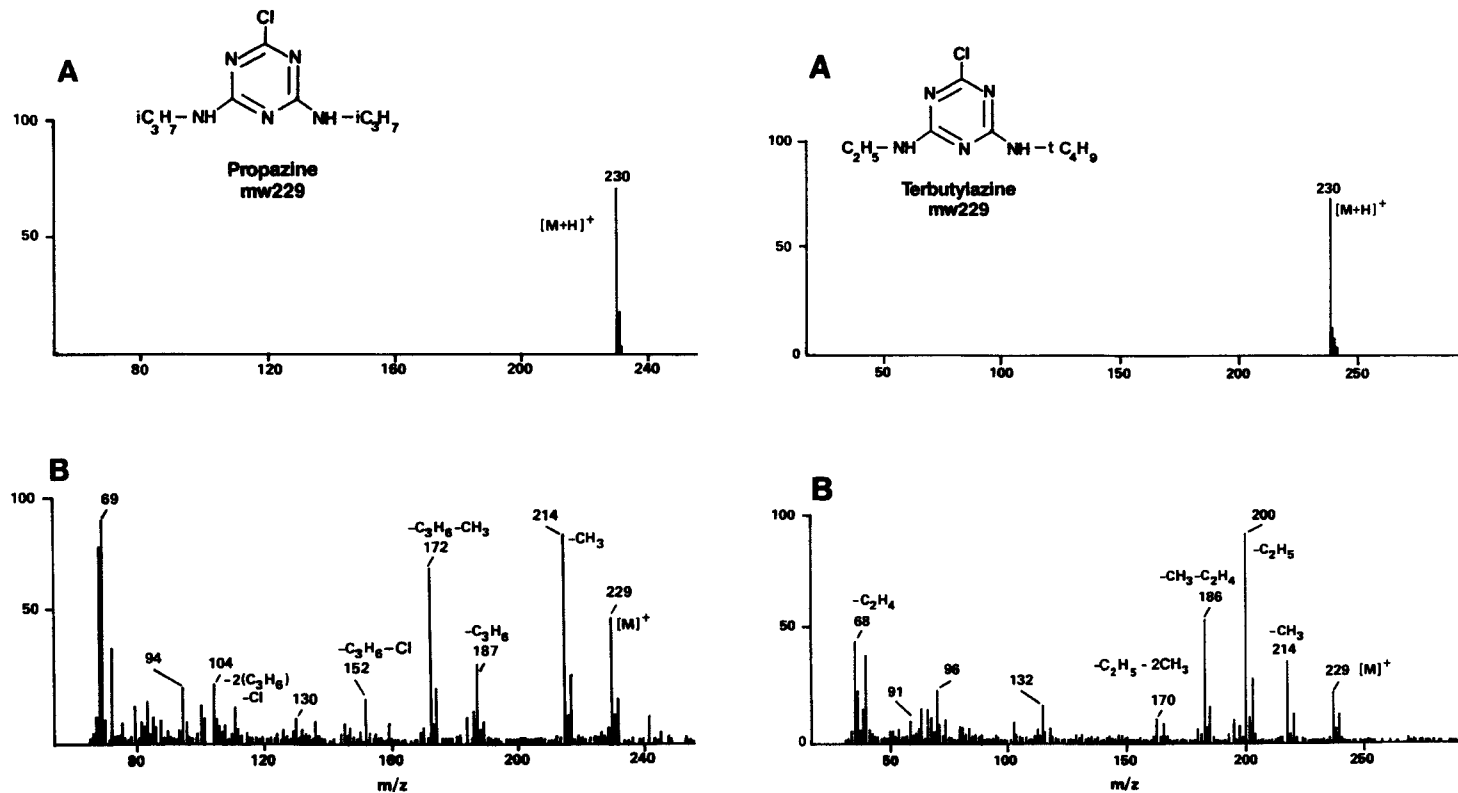 A
Cl
N
N
iC3H7–NH
N
NH–iC3H7
Propazine
mw229
100
50
230
[M+H]+
80
120
160
200
240
A
Cl
N
N
C2H5–NH
N
NH–t C4H9
Terbutylazine
mw229
100
50
0
230
[M+H]+
50
100
150
200
250
B
100
50
69
94
104
–2(C3H6)
–Cl
130
–C3H6–Cl
152
–C3H6–CH3
172
–C3H6
187
214
–CH3
229
[M]+
80
120
160
200
240
m/z
B
100
50
0
–C2H4
68
91
96
132
–C2H5 - 2CH3
170
–CH3–C2H4
186
200
–C2H5
–CH3
214
229 [M]+
50
100
150
200
250
m/z